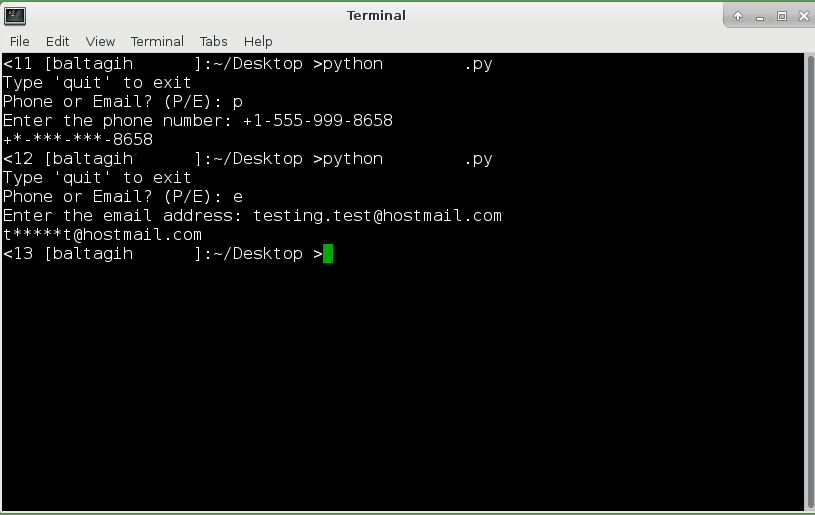 Terminal
File Edit View Terminal Tabs Help
<11 [baltagih ]:~/Desktop >python .py
Type 'quit' to exit
Phone or Email? (P/E): p
Enter the phone number: +1-555-999-8658
+*-***-***-8658
<12 [baltagih ]:~/Desktop >python .py
Type 'quit' to exit
Phone or Email? (P/E): e
Enter the email address: testing.test@hostmail.com
t*****t@hostmail.com
<13 [baltagih ]:~/Desktop >